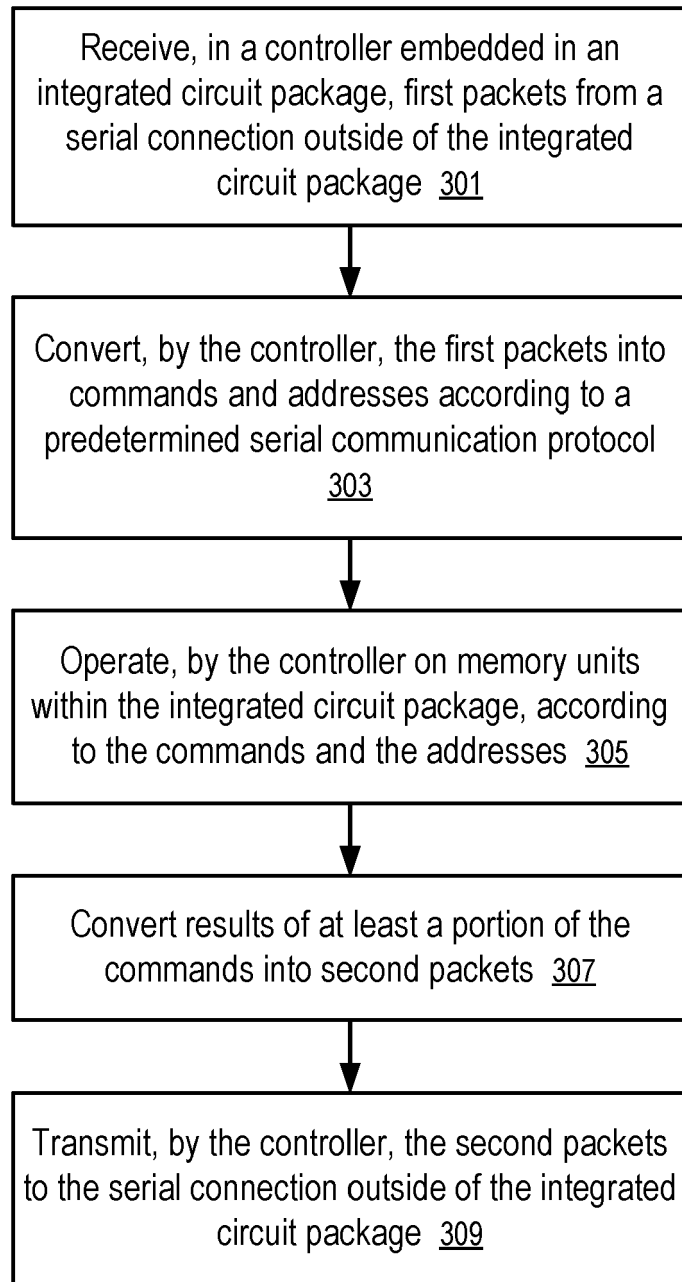 Receive, in a controller embedded in an
integrated circuit package, first packets from a
serial connection outside of the integrated
circuit package 301
Convert, by the controller, the first packets into
commands and addresses according to a
predetermined serial communication protocol
303
Operate, by the controller on memory units
within the integrated circuit package, according
to the commands and the addresses 305
Convert results of at least a portion of the
commands into second packets 307
Transmit, by the controller, the second packets
to the serial connection outside of the integrated
circuit package 309